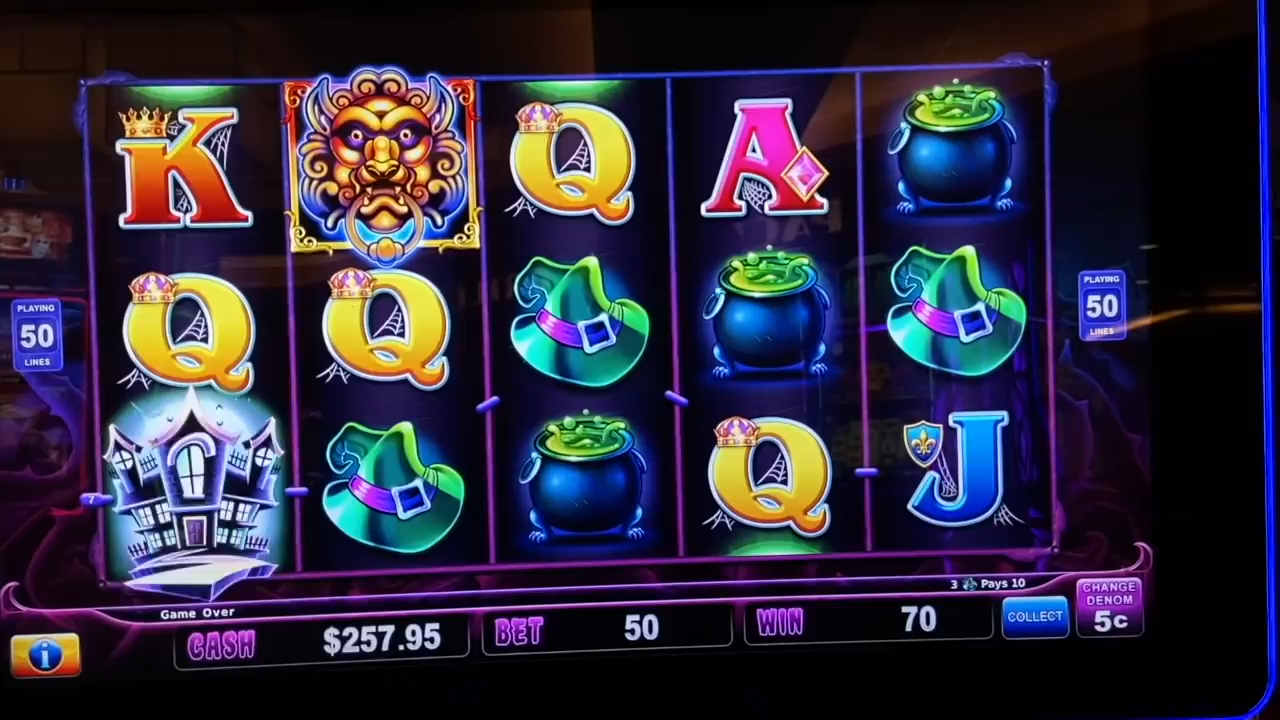 K
Q
A
Q
Q
Q
J
PLAYING
50
LINES
PLAYING
50
LINES
7
3 Pays 10
Game Over
CASH $257.95
BET 50
WIN 70
COLLECT
CHANGE
DENOM
5c
i